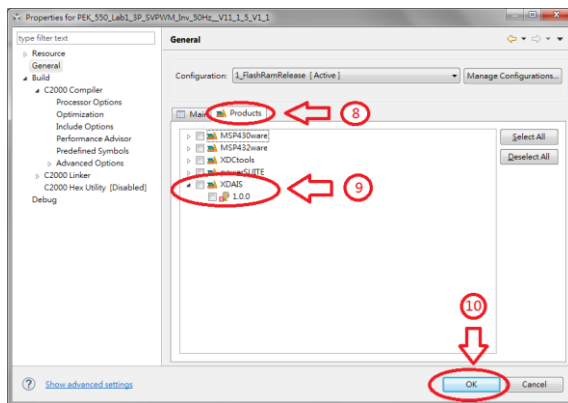 Properties for PEK_550_Lab1_3P_SVPWM_Inv_50Hz__V11_1_5_V1_1
type filter text
General
Resource
General
Build
C2000 Compiler
Processor Options
Optimization
Include Options
Performance Advisor
Predefined Symbols
Advanced Options
C2000 Linker
C2000 Hex Utility [Disabled]
Debug
Configuration: 1_FlashRamRelease [ Active ]
Manage Configurations...
Main
Products
8
MSP430ware
MSP432ware
XDCtools
powerSUITE
XDAIS
1.0.0
9
Select All
Deselect All
10
Show advanced settings
OK
Cancel